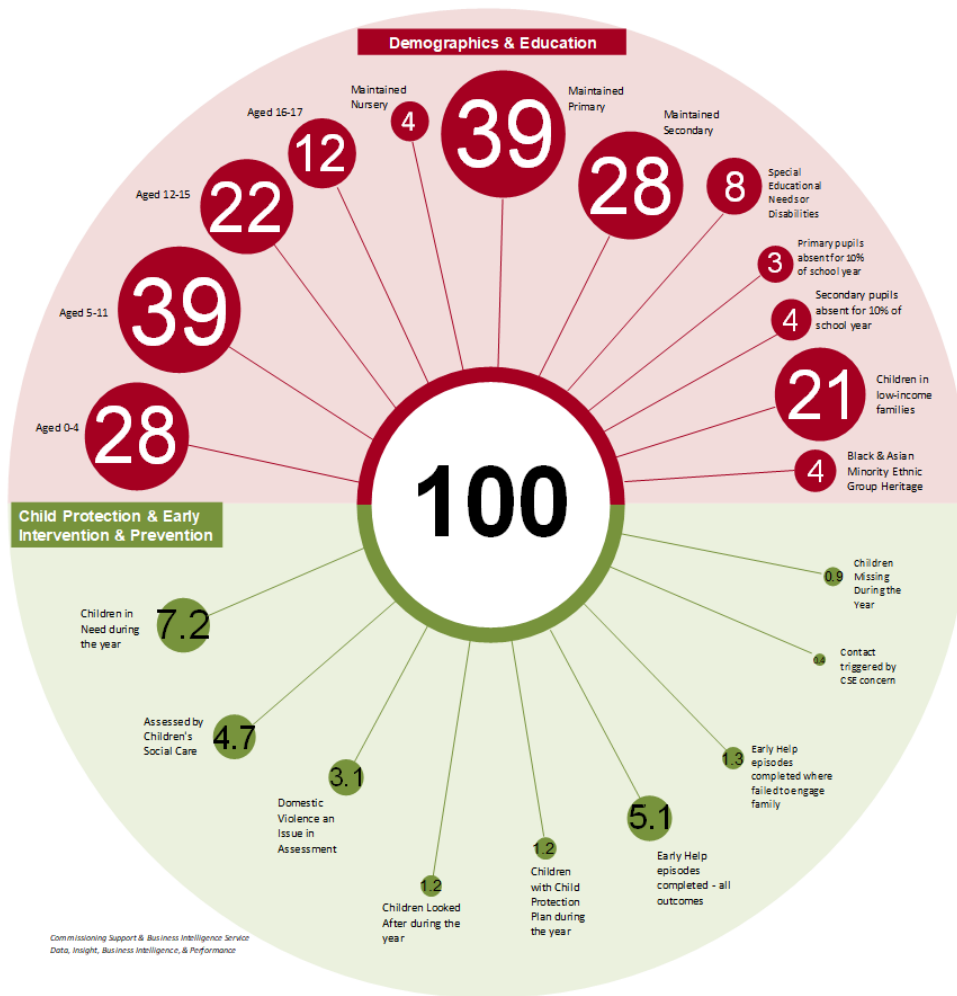 Demographics & Education
Maintained
Nursery
4
39
Maintained
Primary
Aged 16-17
12
28
Maintained
Secondary
Aged 12-15
22
8
Special
Educational
Needs or
Disabilities
Aged 5-11
39
3
Primary pupils
absent for 10%
of school year
4
Secondary pupils
absent for 10% of
school year
Aged 0-4
28
21
Children in
low-income
families
4
Black & Asian
Minority Ethnic
Group Heritage
100
Child Protection & Early
Intervention & Prevention
Children in
Need during
the year
7.2
0.9
Children
Missing
During the
Year
0.4
Contact
triggered by
CSE concern
Assessed by
Children's
Social Care
4.7
3.1
Domestic
Violence an
Issue in
Assessment
1.3
Early Help
episodes
completed where
failed to engage
family
5.1
Early Help
episodes
completed - all
outcomes
1.2
Children Looked
After during the
year
1.2
Children
with Child
Protection
Plan during
the year
Commissioning Support & Business Intelligence Service
Data, Insight, Business Intelligence, & Performance